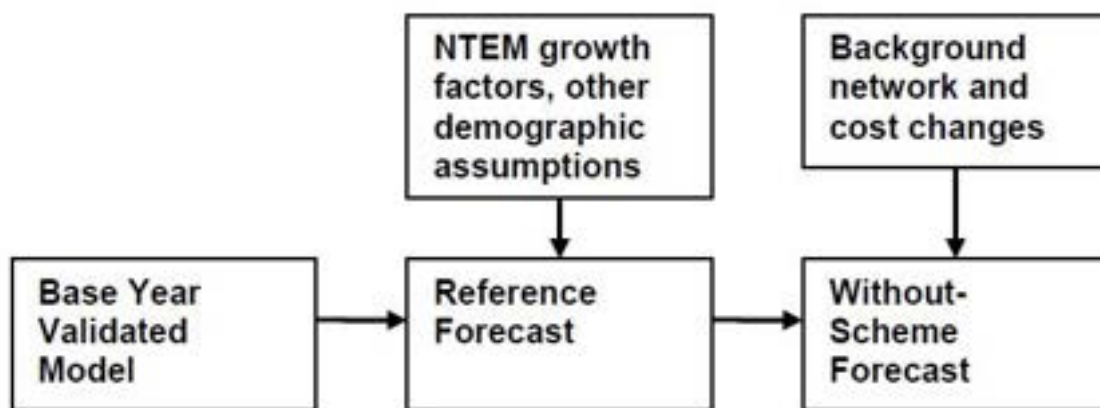 NTEM growth
factors, other
demographic
assumptions
Background
network and
cost changes
Base Year
Validated
Model
Reference
Forecast
Without-
Scheme
Forecast